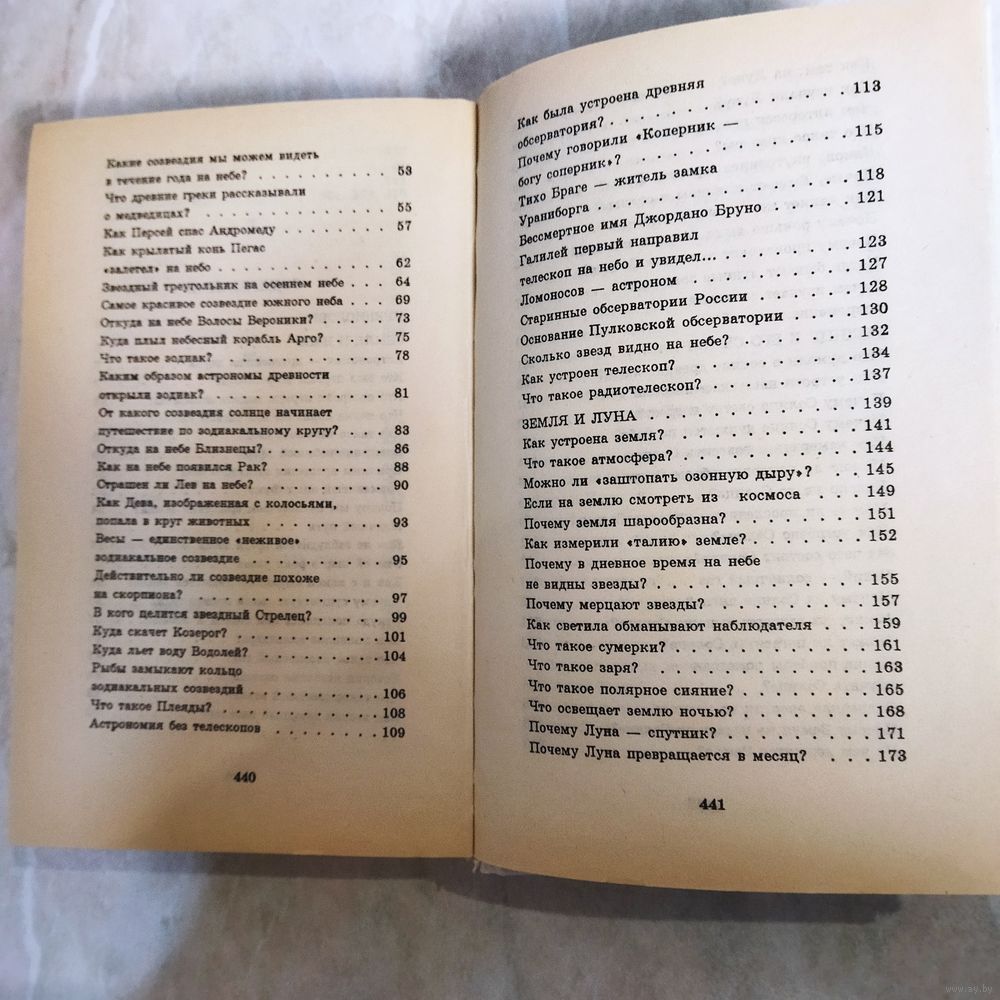 Какие созвездия мы можем видеть
в течение года на небе? . . . . . . . . . . 53
Что древние греки рассказывали
о медведицах? . . . . . . . . . . . . . 55
Как Персей спас Андромеду . . . . . . . . 57
Как крылатый конь Пегас
«залетел» на небо . . . . . . . . . . . . 62
Звездный треугольник на осеннем небе . . . 64
Самое красивое созвездие южного неба . . . 69
Откуда на небе Волосы Вероники? . . . . . 73
Куда плыл небесный корабль Арго? . . . . . 75
Что такое зодиак? . . . . . . . . . . . . 78
Каким образом астрономы древности
открыли зодиак? . . . . . . . . . . . . . 81
От какого созвездия солнце начинает
путешествие по зодиакальному кругу? . . . . 83
Откуда на небе Близнецы? . . . . . . . . . 86
Как на небе появился Рак? . . . . . . . . . 88
Страшен ли Лев на небе? . . . . . . . . . . 90
Как Дева, изображенная с колосьями,
попала в круг животных . . . . . . . . . . 93
Весы — единственное «неживое»
зодиакальное созвездие . . . . . . . . . . 95
Действительно ли созвездие похоже
на скорпиона? . . . . . . . . . . . . . . 97
В кого целится звездный Стрелец? . . . . . 99
Куда скачет Козерог? . . . . . . . . . . . 101
Куда льет воду Водолей? . . . . . . . . . 104
Рыбы замыкают кольцо
зодиакальных созвездий . . . . . . . . . . 106
Что такое Плеяды? . . . . . . . . . . . . 108
Астрономия без телескопов . . . . . . . . 109
440
Как была устроена древняя
обсерватория? . . . . . . . . . . . . . . 113
Почему говорили «Коперник —
богу соперник»? . . . . . . . . . . . . . 115
Тихо Браге — житель замка
Ураниборга . . . . . . . . . . . . . . . 118
Бессмертное имя Джордано Бруно . . . . . . 121
Галилей первый направил
телескоп на небо и увидел... . . . . . . . 123
Ломоносов — астроном . . . . . . . . . . . 127
Старинные обсерватории России . . . . . . . 128
Основание Пулковской обсерватории . . . . . 130
Сколько звезд видно на небе? . . . . . . . 132
Как устроен телескоп? . . . . . . . . . . 134
Что такое радиотелескоп? . . . . . . . . . 137
ЗЕМЛЯ И ЛУНА . . . . . . . . . . . . . . 139
Как устроена земля? . . . . . . . . . . . 141
Что такое атмосфера? . . . . . . . . . . . 144
Можно ли «заштопать озонную дыру»? . . . 145
Если на землю смотреть из космоса . . . 149
Почему земля шарообразна? . . . . . . . . 151
Как измерили «талию» земле? . . . . . . . 152
Почему в дневное время на небе
не видны звезды? . . . . . . . . . . . . 155
Почему мерцают звезды? . . . . . . . . . . 157
Как светила обманывают наблюдателя . . . 159
Что такое сумерки? . . . . . . . . . . . . 161
Что такое заря? . . . . . . . . . . . . . 163
Что такое полярное сияние? . . . . . . . . 165
Что освещает землю ночью? . . . . . . . . 168
Почему Луна — спутник? . . . . . . . . . . 171
Почему Луна превращается в месяц? . . . 173
441
www.ay.by